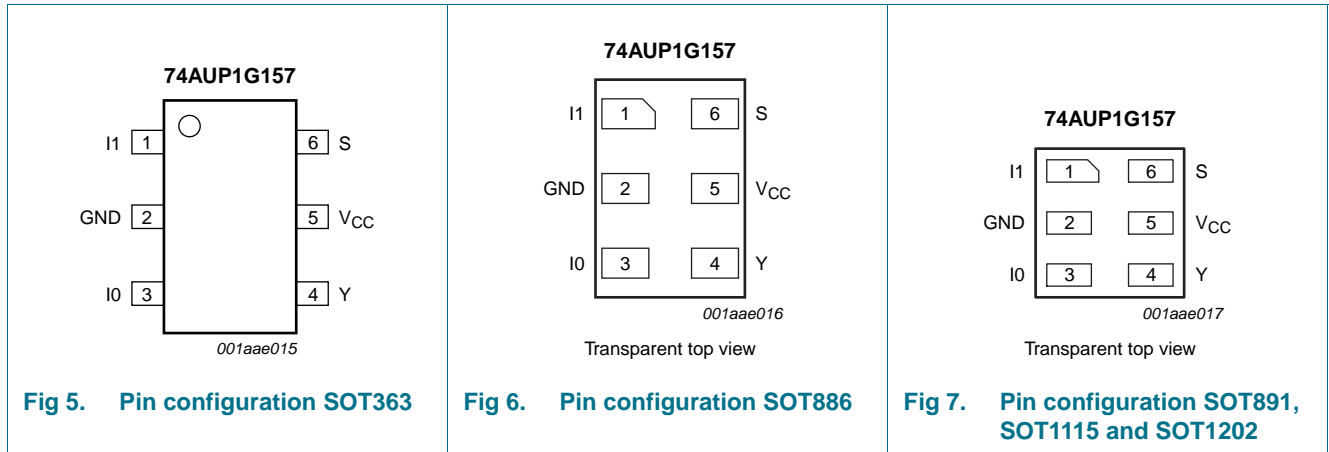 74AUP1G157
I1 1 6 S
GND 2 5 VCC
I0 3 4 Y
001aae015
Fig 5. Pin configuration SOT363
74AUP1G157
I1 1 6 S
GND 2 5 VCC
I0 3 4 Y
001aae016
Transparent top view
Fig 6. Pin configuration SOT886
74AUP1G157
I1 1 6 S
GND 2 5 VCC
I0 3 4 Y
001aae017
Transparent top view
Fig 7. Pin configuration SOT891,
SOT1115 and SOT1202